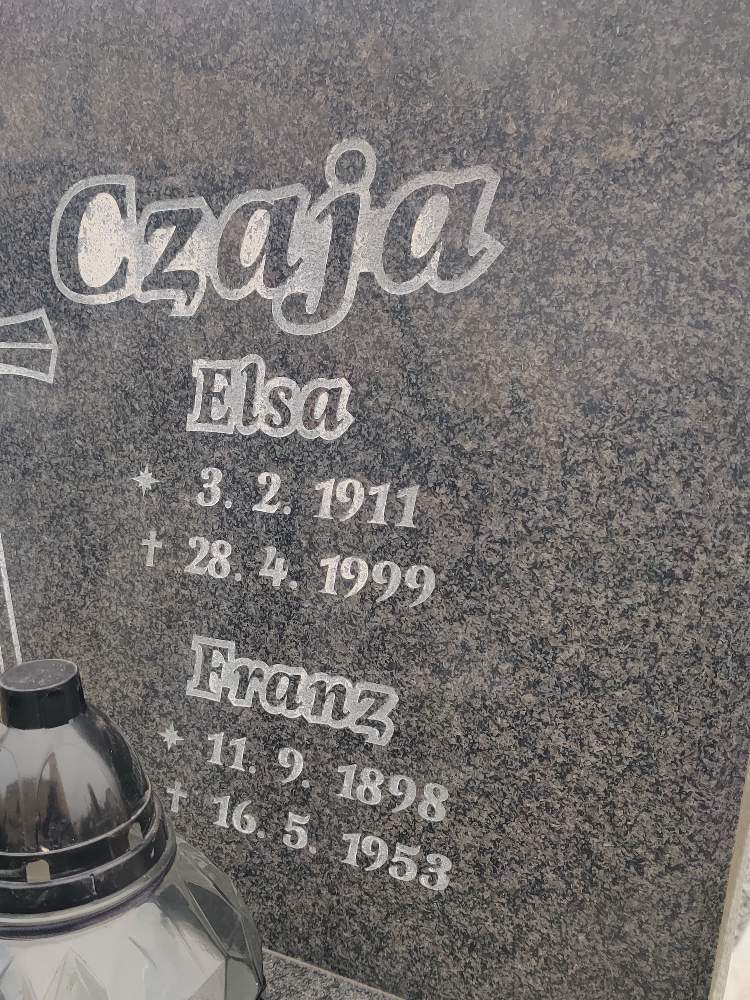 Czaja
Elsa
* 3. 2. 1911
† 28. 4. 1999
Franz
* 11. 9. 1898
† 16. 5. 1953